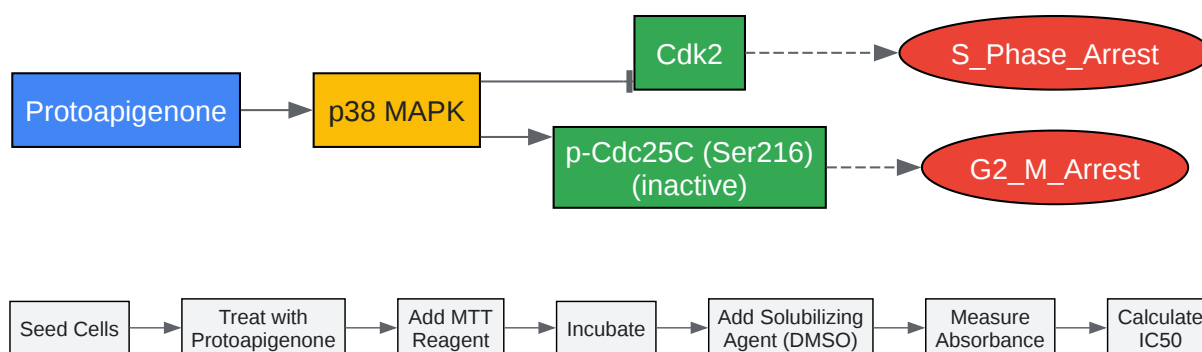 Protoapigenone
p38 MAPK
Cdk2
S_Phase_Arrest
p-Cdc25C (Ser216)
(inactive)
G2_M_Arrest
Seed Cells
Treat with
Protoapigenone
Add MTT
Reagent
Incubate
Add Solubilizing
Agent (DMSO)
Measure
Absorbance
Calculate
IC50